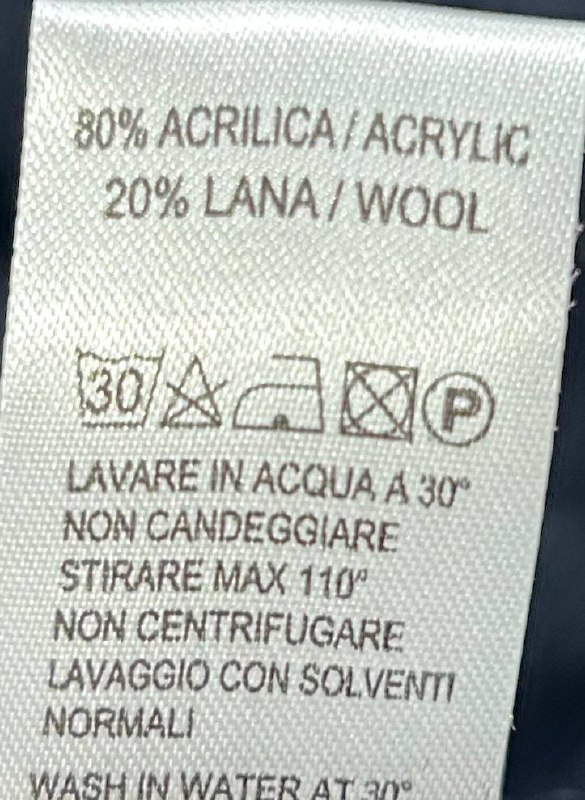 80% ACRILICA / ACRYLIC
20% LANA / WOOL
30 P
LAVARE IN ACQUA A 30°
NON CANDEGGIARE
STIRARE MAX 110°
NON CENTRIFUGARE
LAVAGGIO CON SOLVENTI
NORMALI
WASH IN WATER AT 30°